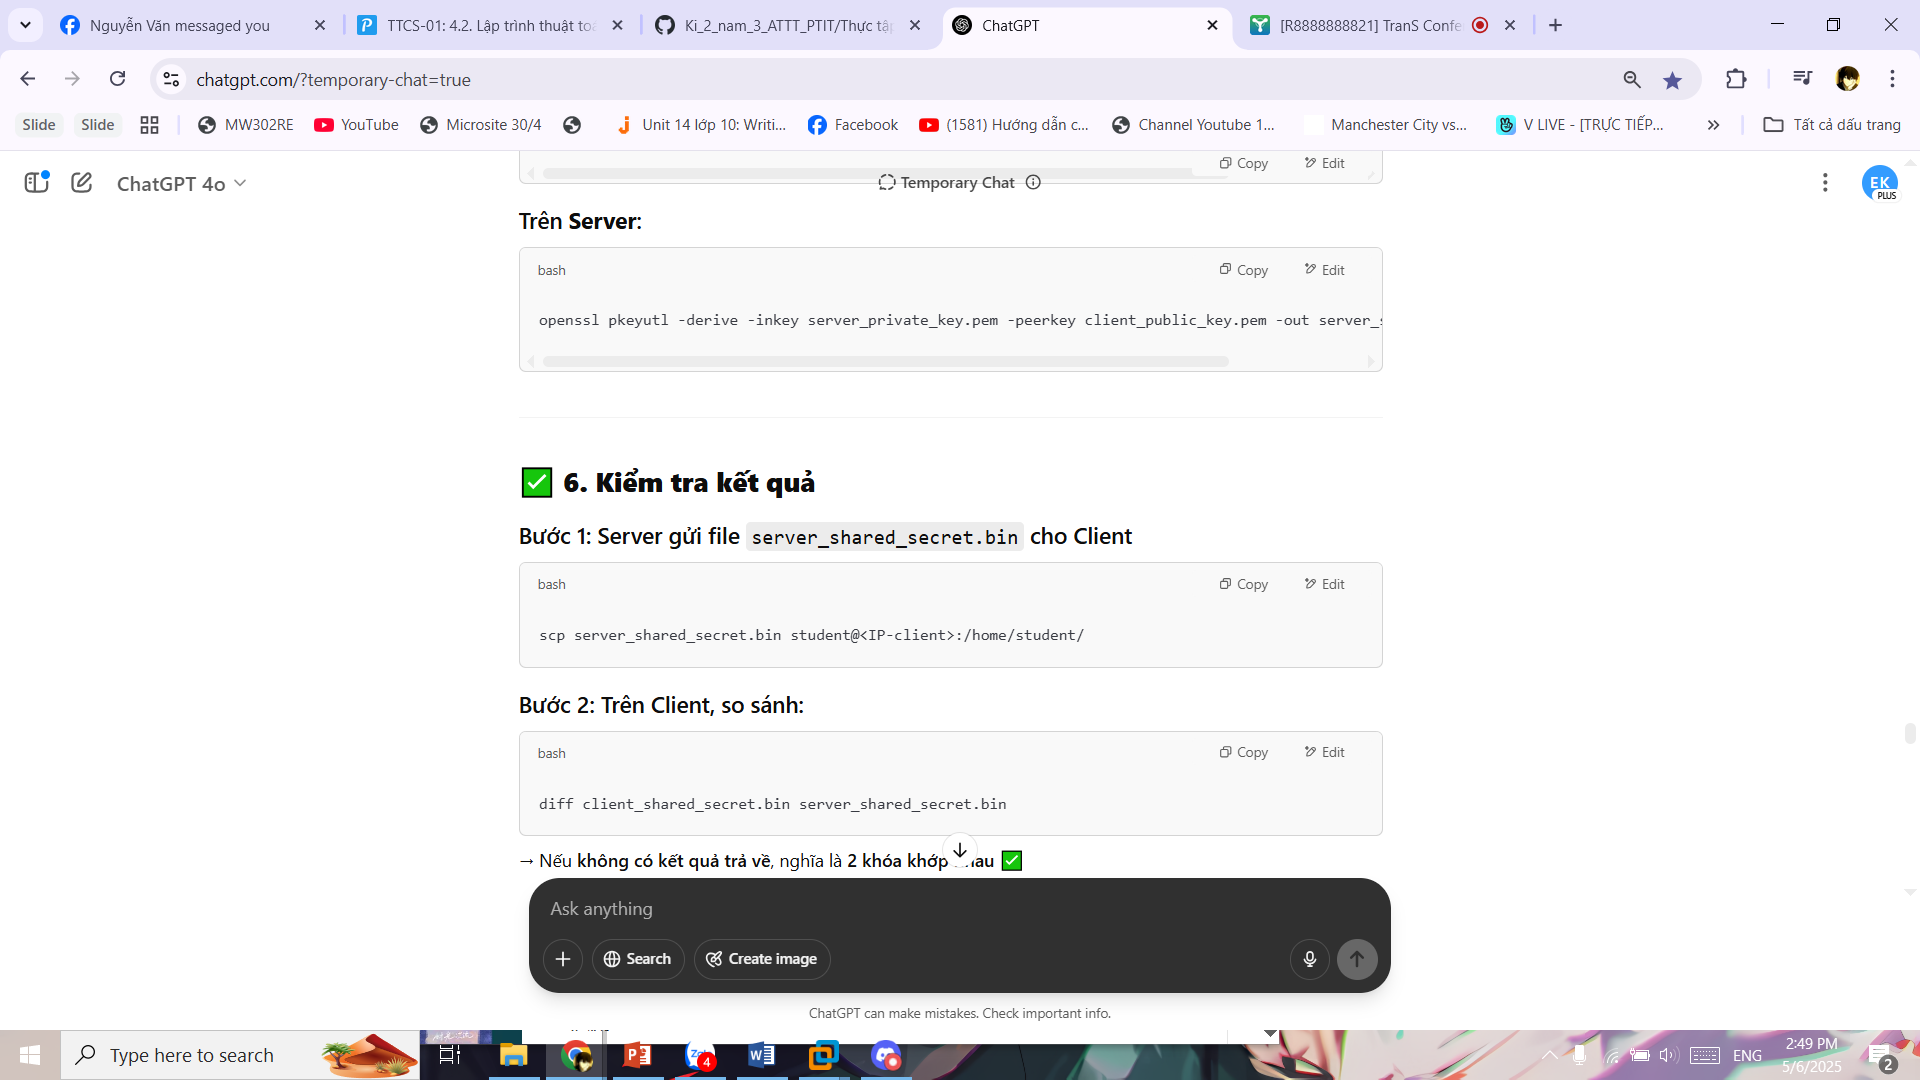 Nguyễn Văn messaged you
TTCS-01: 4.2. Lập trình thuật toá
Ki_2_nam_3_ATTT_PTIT/Thực tập
ChatGPT
[R8888888821] TranS Confe
chatgpt.com/?temporary-chat=true
Slide
Slide
MW302RE
YouTube
Microsite 30/4
Unit 14 lớp 10: Writi...
Facebook
(1581) Hướng dẫn c...
Channel Youtube 1...
Manchester City vs...
V LIVE - [TRỰC TIẾP...
Tất cả dấu trang
Copy
Edit
ChatGPT 4o
Temporary Chat
EK
PLUS
Trên Server:
bash
Copy
Edit
openssl pkeyutl -derive -inkey server_private_key.pem -peerkey client_public_key.pem -out server_s
✅ 6. Kiểm tra kết quả
Bước 1: Server gửi file server_shared_secret.bin cho Client
bash
Copy
Edit
scp server_shared_secret.bin student@<IP-client>:/home/student/
Bước 2: Trên Client, so sánh:
bash
Copy
Edit
diff client_shared_secret.bin server_shared_secret.bin
→ Nếu không có kết quả trả về, nghĩa là 2 khóa khớp nhau ✅
Ask anything
Search
Create image
ChatGPT can make mistakes. Check important info.
Type here to search
Zalo
4
ENG
2:49 PM
5/6/2025
2